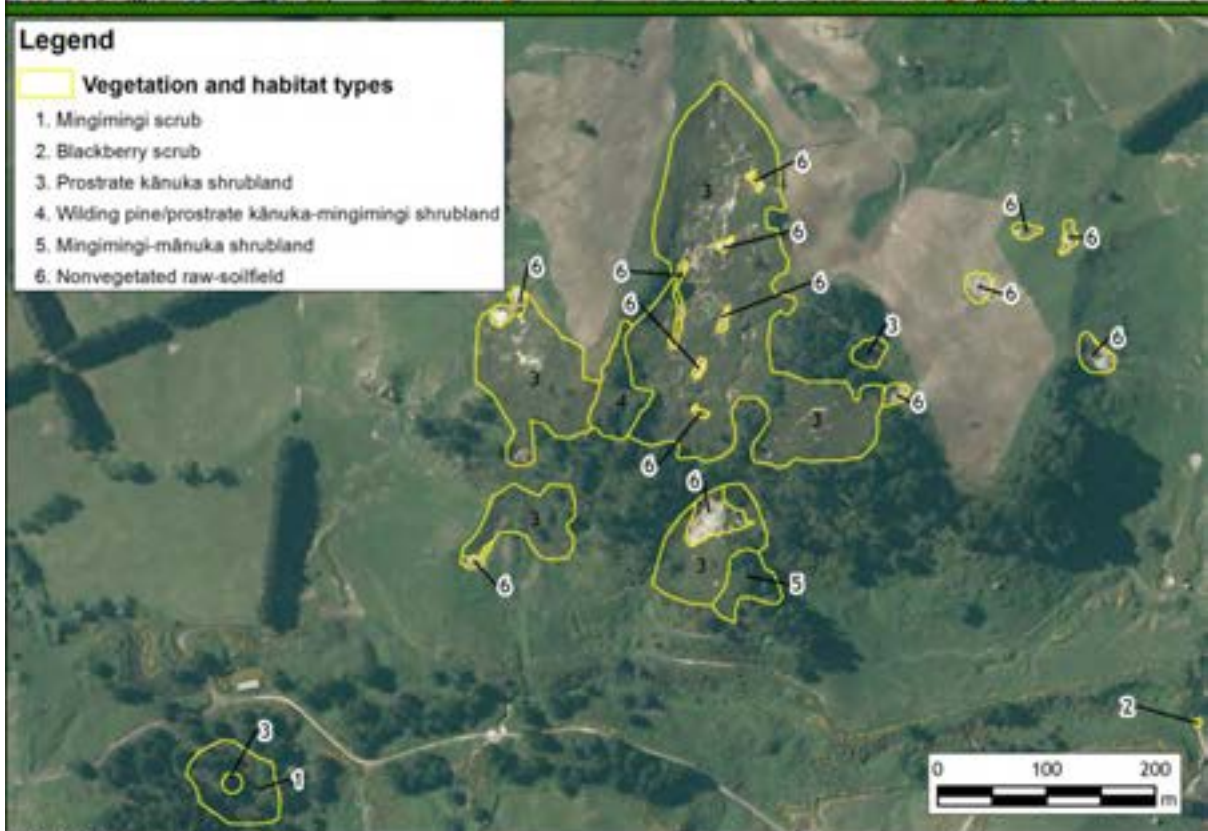 Legend
Vegetation and habitat types
1. Mingimingi scrub
2. Blackberry scrub
3. Prostrate kānuka shrubland
4. Wilding pine/prostrate kānuka-mingimingi shrubland
5. Mingimingi-mānuka shrubland
6. Nonvegetated raw-soilfield
6
3
6
6
6
6
6
6
6
6
3
6
6
3
4
3
6
6
6
3
3
6
5
2
3
1
0 100 200
m